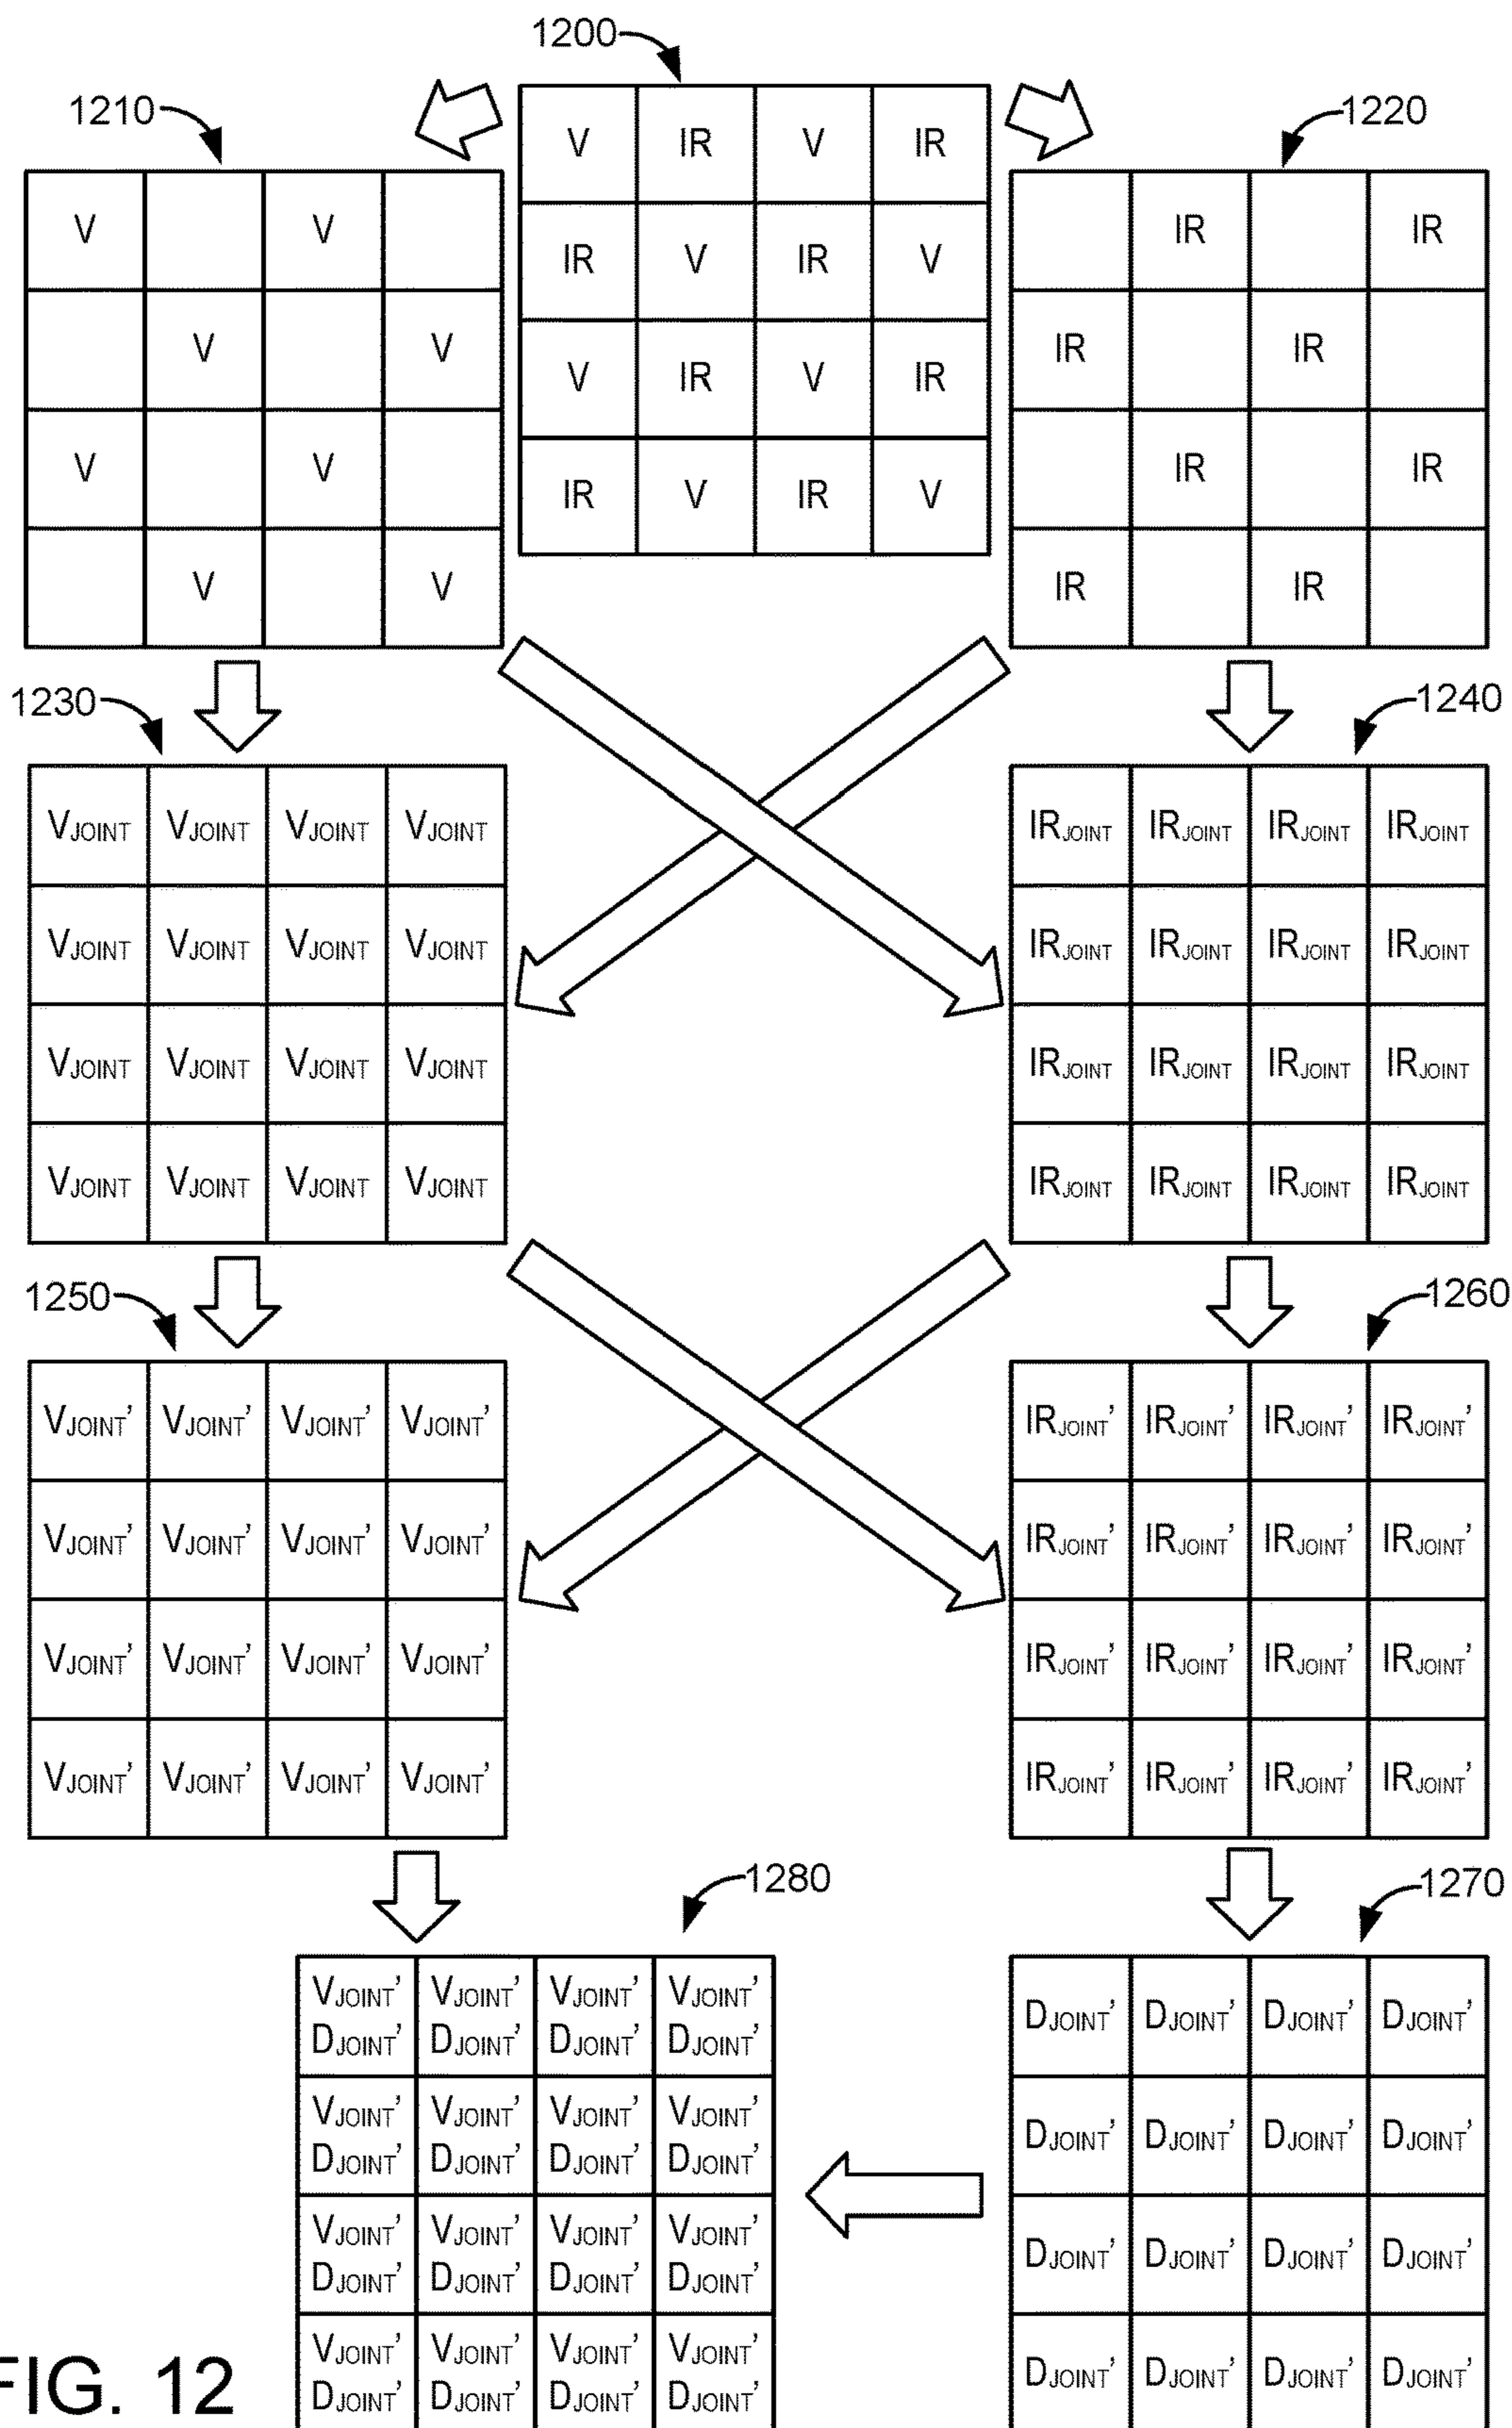 1200
1210
1220
V IR V IR
IR V IR V
V IR V IR
IR V IR V
V V
V V
V V
V V
IR IR
IR IR
IR IR
IR IR
1230
1240
VJOINT VJOINT VJOINT VJOINT
VJOINT VJOINT VJOINT VJOINT
VJOINT VJOINT VJOINT VJOINT
VJOINT VJOINT VJOINT VJOINT
IRJOINT IRJOINT IRJOINT IRJOINT
IRJOINT IRJOINT IRJOINT IRJOINT
IRJOINT IRJOINT IRJOINT IRJOINT
IRJOINT IRJOINT IRJOINT IRJOINT
1250
1260
VJOINT' VJOINT' VJOINT' VJOINT'
VJOINT' VJOINT' VJOINT' VJOINT'
VJOINT' VJOINT' VJOINT' VJOINT'
VJOINT' VJOINT' VJOINT' VJOINT'
IRJOINT' IRJOINT' IRJOINT' IRJOINT'
IRJOINT' IRJOINT' IRJOINT' IRJOINT'
IRJOINT' IRJOINT' IRJOINT' IRJOINT'
IRJOINT' IRJOINT' IRJOINT' IRJOINT'
1280
1270
VJOINT' VJOINT' VJOINT' VJOINT'
DJOINT' DJOINT' DJOINT' DJOINT'
VJOINT' VJOINT' VJOINT' VJOINT'
DJOINT' DJOINT' DJOINT' DJOINT'
VJOINT' VJOINT' VJOINT' VJOINT'
DJOINT' DJOINT' DJOINT' DJOINT'
VJOINT' VJOINT' VJOINT' VJOINT'
DJOINT' DJOINT' DJOINT' DJOINT'
DJOINT' DJOINT' DJOINT' DJOINT'
DJOINT' DJOINT' DJOINT' DJOINT'
DJOINT' DJOINT' DJOINT' DJOINT'
DJOINT' DJOINT' DJOINT' DJOINT'
FIG. 12